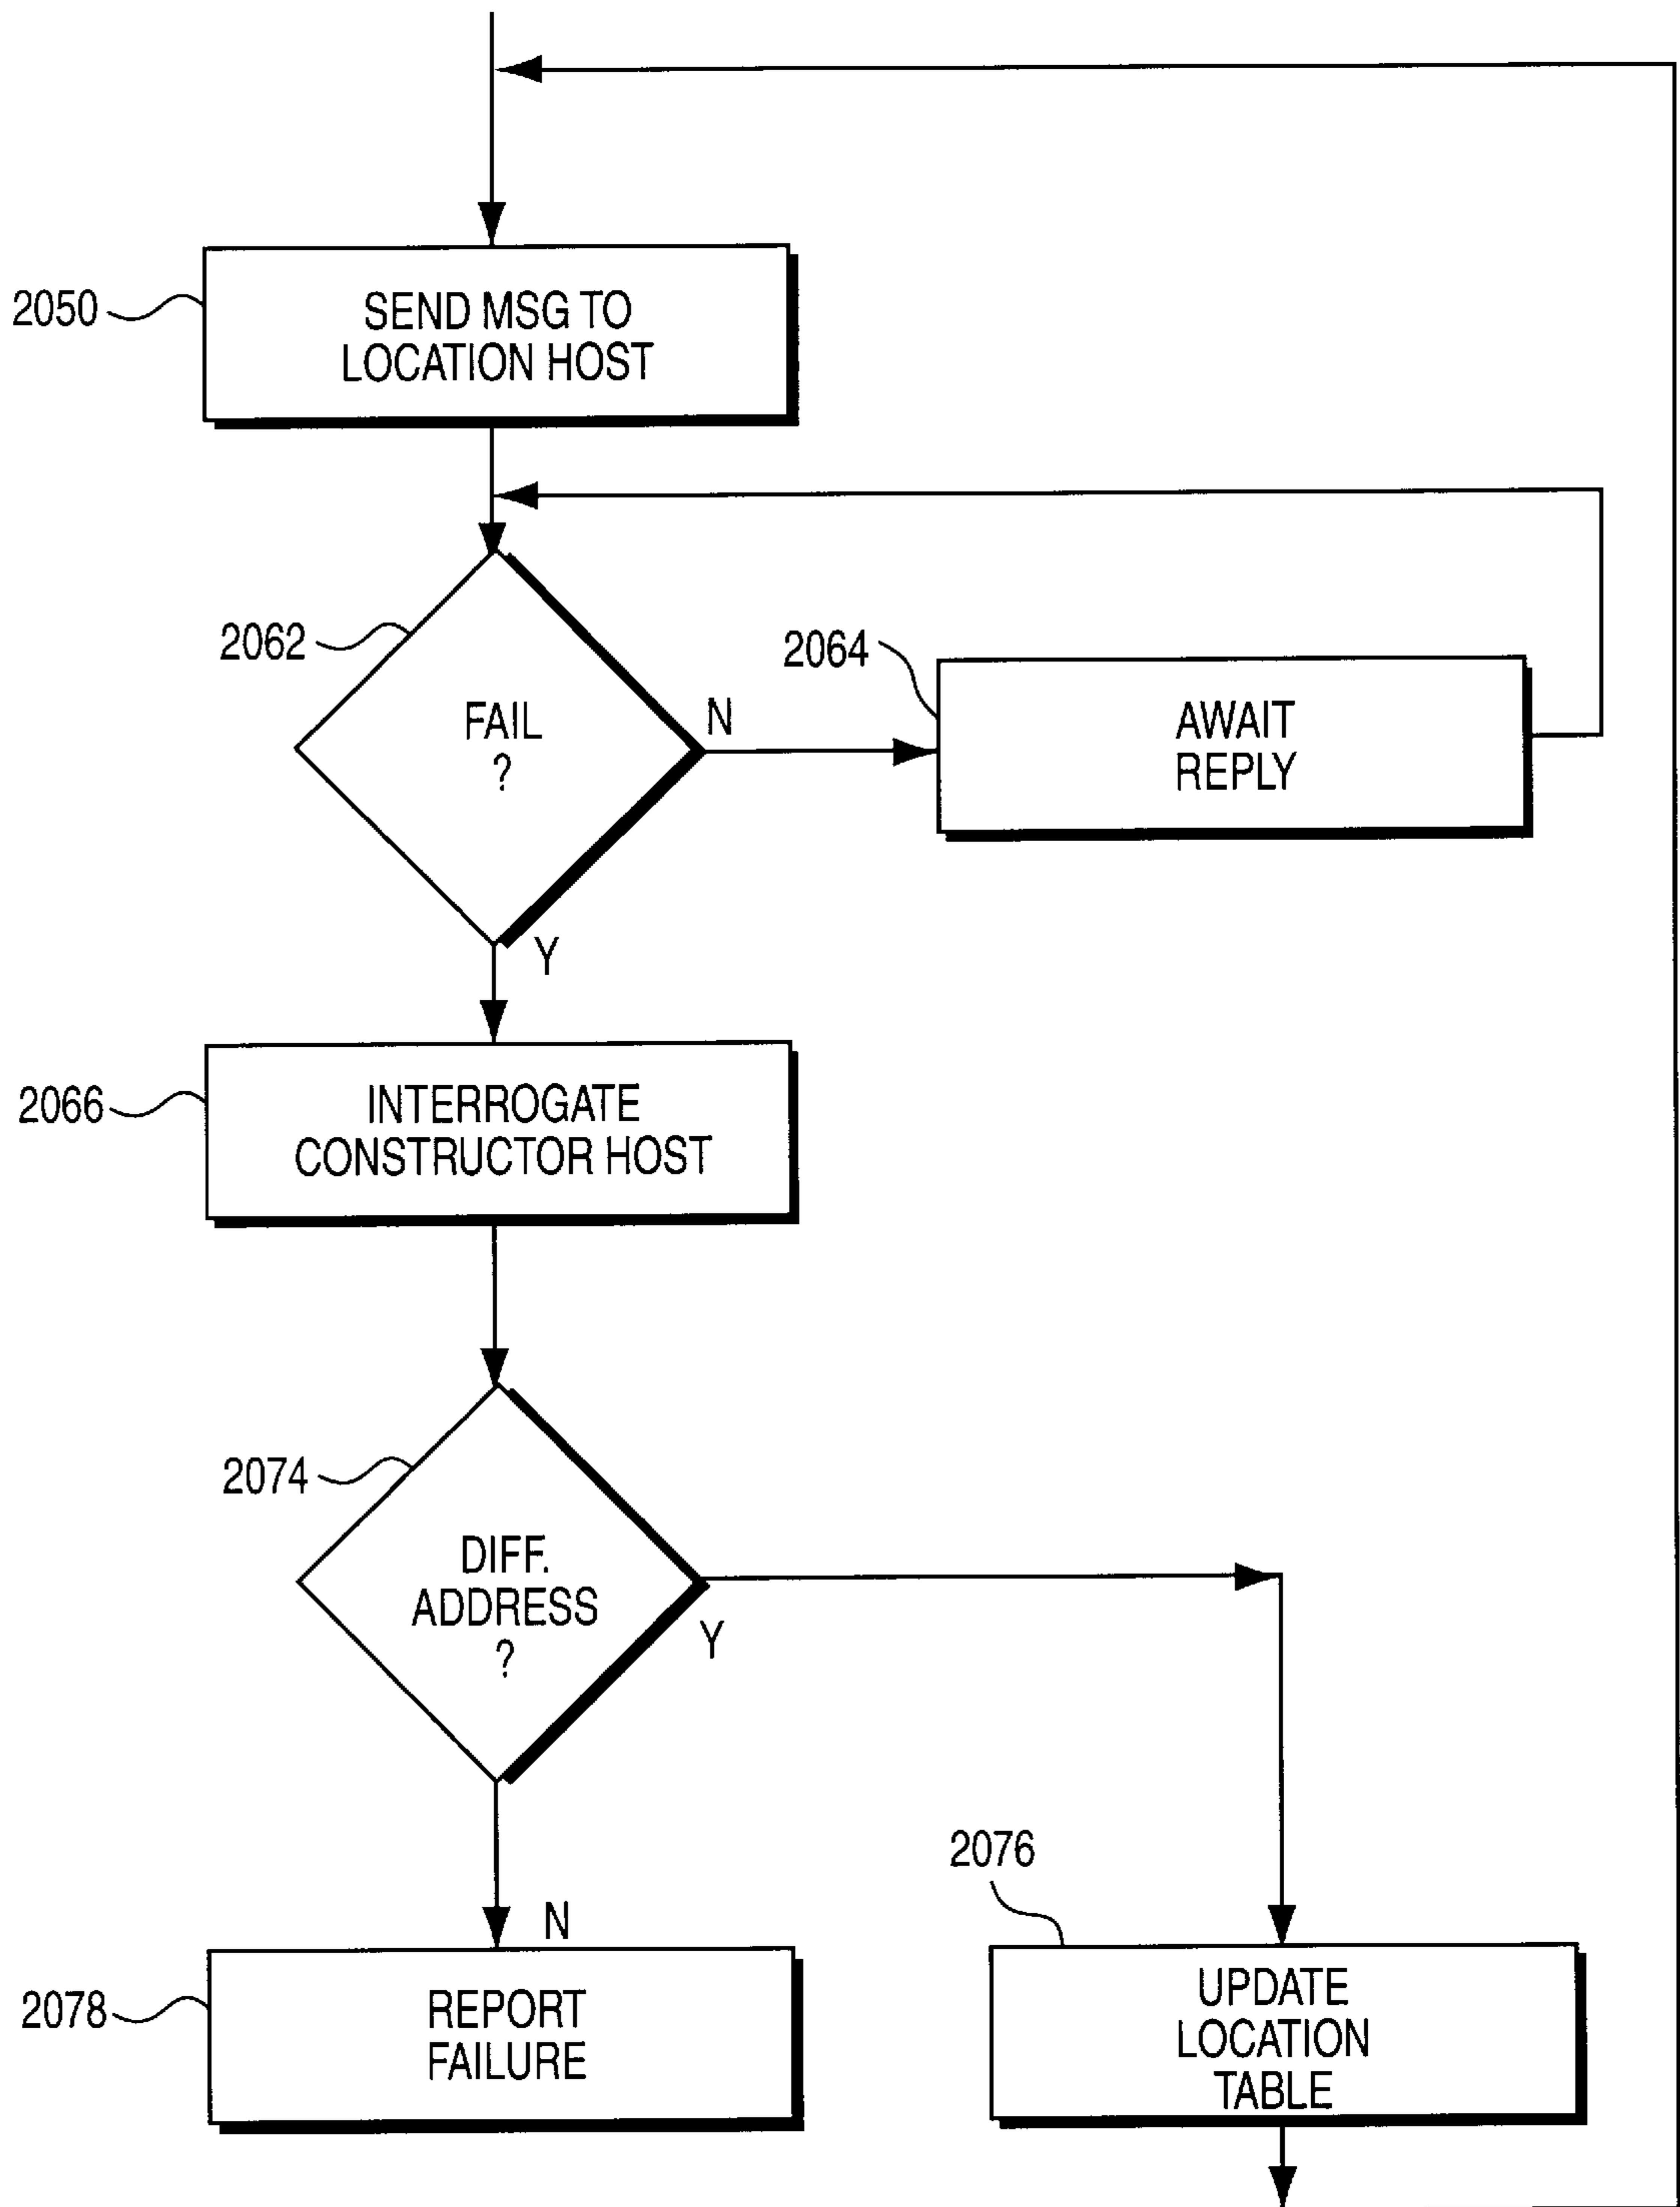 2050
SEND MSG TO
LOCATION HOST
2062
FAIL
?
N
2064
AWAIT
REPLY
Y
2066
INTERROGATE
CONSTRUCTOR HOST
2074
DIFF.
ADDRESS
?
Y
N
2078
REPORT
FAILURE
2076
UPDATE
LOCATION
TABLE